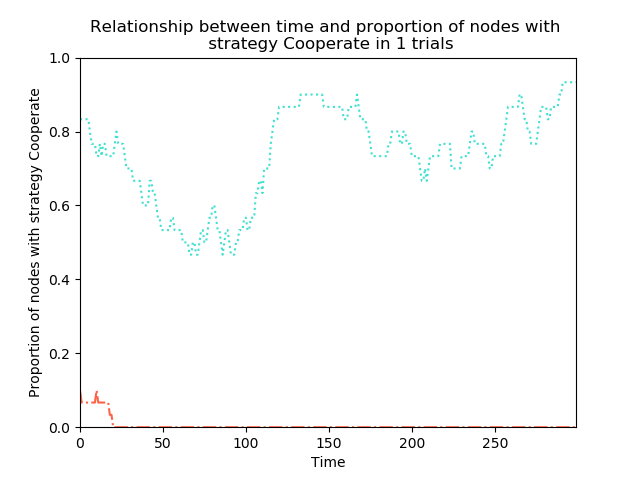 Relationship between time and proportion of nodes with
strategy Cooperate in 1 trials
Proportion of nodes with strategy Cooperate
1.0
0.8
0.6
0.4
0.2
0.0
0 50 100 150 200 250
Time